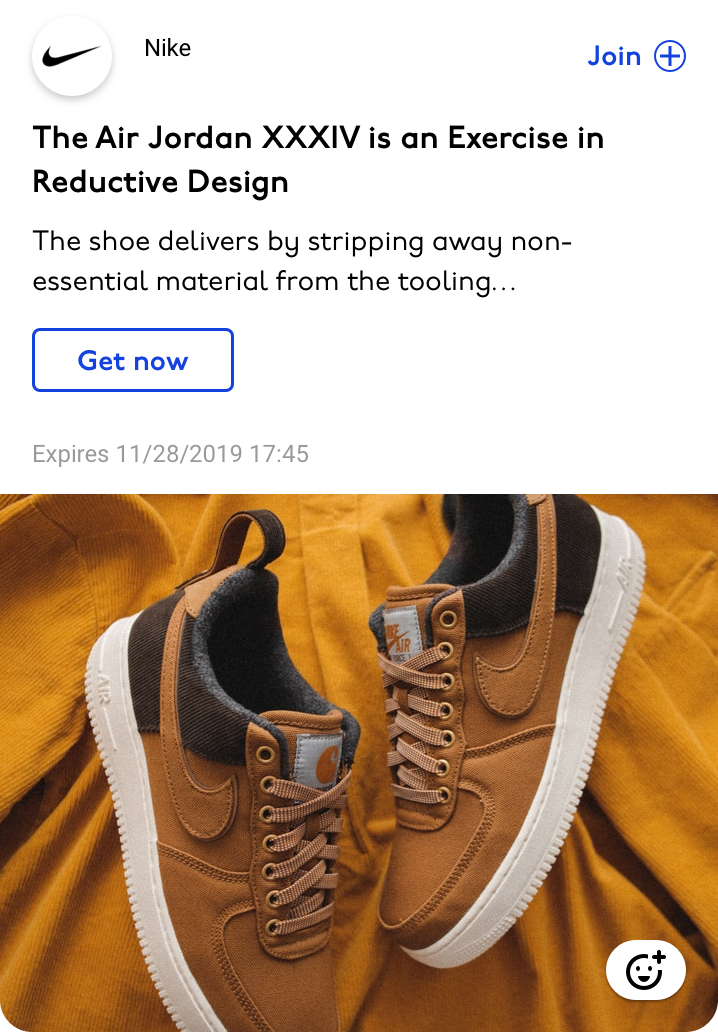 Nike
Join
The Air Jordan XXXIV is an Exercise in
Reductive Design
The shoe delivers by stripping away non-
essential material from the tooling...
Get now
Expires 11/28/2019 17:45
AIR
NIKE
AIR
AIR